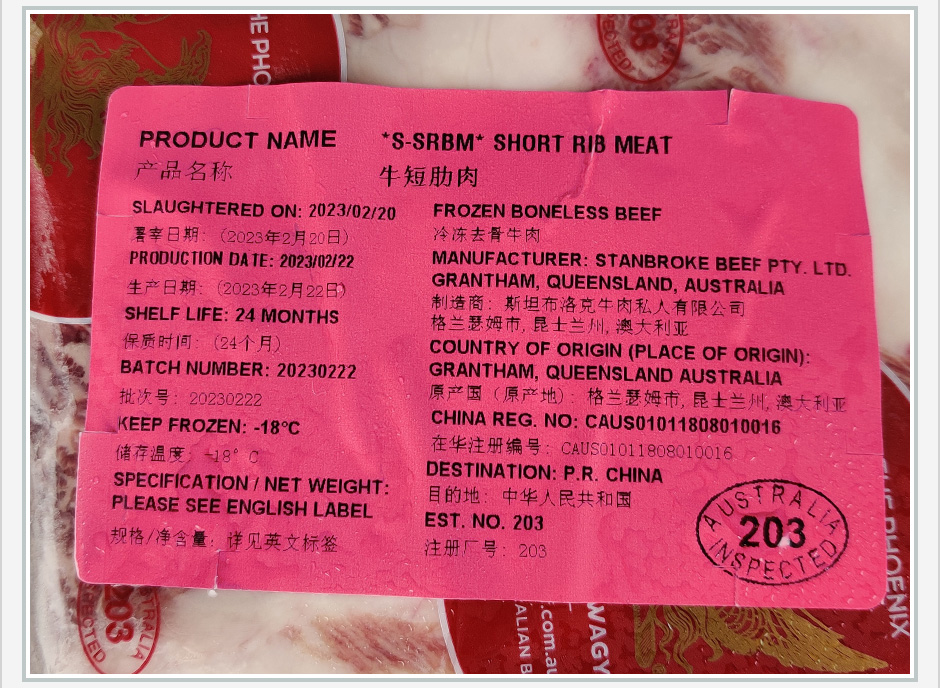 PRODUCT NAME *S-SRBM* SHORT RIB MEAT
产品名称 牛短肋肉
SLAUGHTERED ON: 2023/02/20
屠宰日期：（2023年2月20日）
PRODUCTION DATE: 2023/02/22
生产日期：（2023年2月22日）
SHELF LIFE: 24 MONTHS
保质时间：（24个月）
BATCH NUMBER: 20230222
批次号：20230222
KEEP FROZEN: -18°C
储存温度：-18°C
SPECIFICATION / NET WEIGHT:
PLEASE SEE ENGLISH LABEL
规格/净含量：详见英文标签
FROZEN BONELESS BEEF
冷冻去骨牛肉
MANUFACTURER: STANBROKE BEEF PTY. LTD.
GRANTHAM, QUEENSLAND, AUSTRALIA
制造商：斯坦布洛克牛肉私人有限公司
格兰瑟姆市, 昆士兰州, 澳大利亚
COUNTRY OF ORIGIN (PLACE OF ORIGIN):
GRANTHAM, QUEENSLAND AUSTRALIA
原产国（原产地）：格兰瑟姆市, 昆士兰州, 澳大利亚
CHINA REG. NO: CAUS01011808010016
在华注册编号：CAUS01011808010016
DESTINATION: P.R. CHINA
目的地：中华人民共和国
EST. NO. 203
注册厂号：203
AUSTRALIA
203
INSPECTED
203
THE PHOENIX
WAGY
.com.au
203